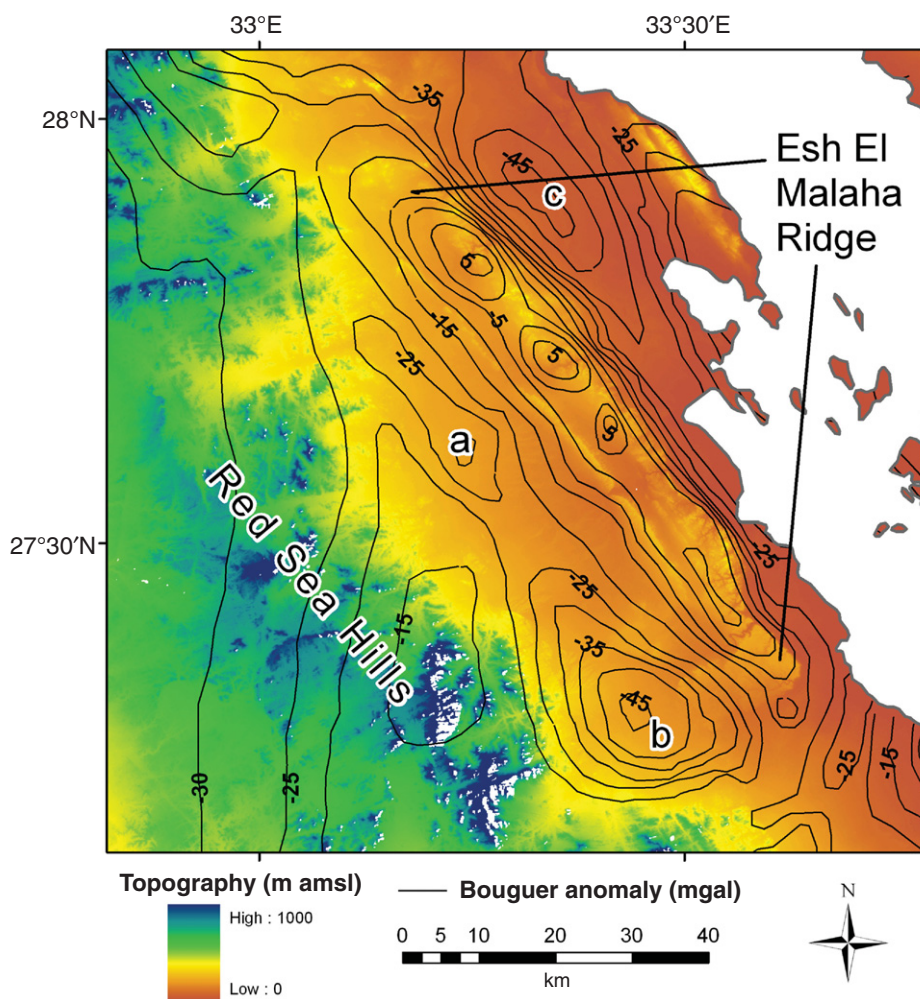 33°E
33°30′E
28°N
27°30′N
-35
-45
c
-25
Esh El
Malaha
Ridge
5
-5
-15
5
-25
a
5
Red Sea Hills
-25
-25
-15
-35
-45
b
-30
-25
-25
-15
Topography (m amsl)
High : 1000
Low : 0
Bouguer anomaly (mgal)
0 5 10 20 30 40
km
N